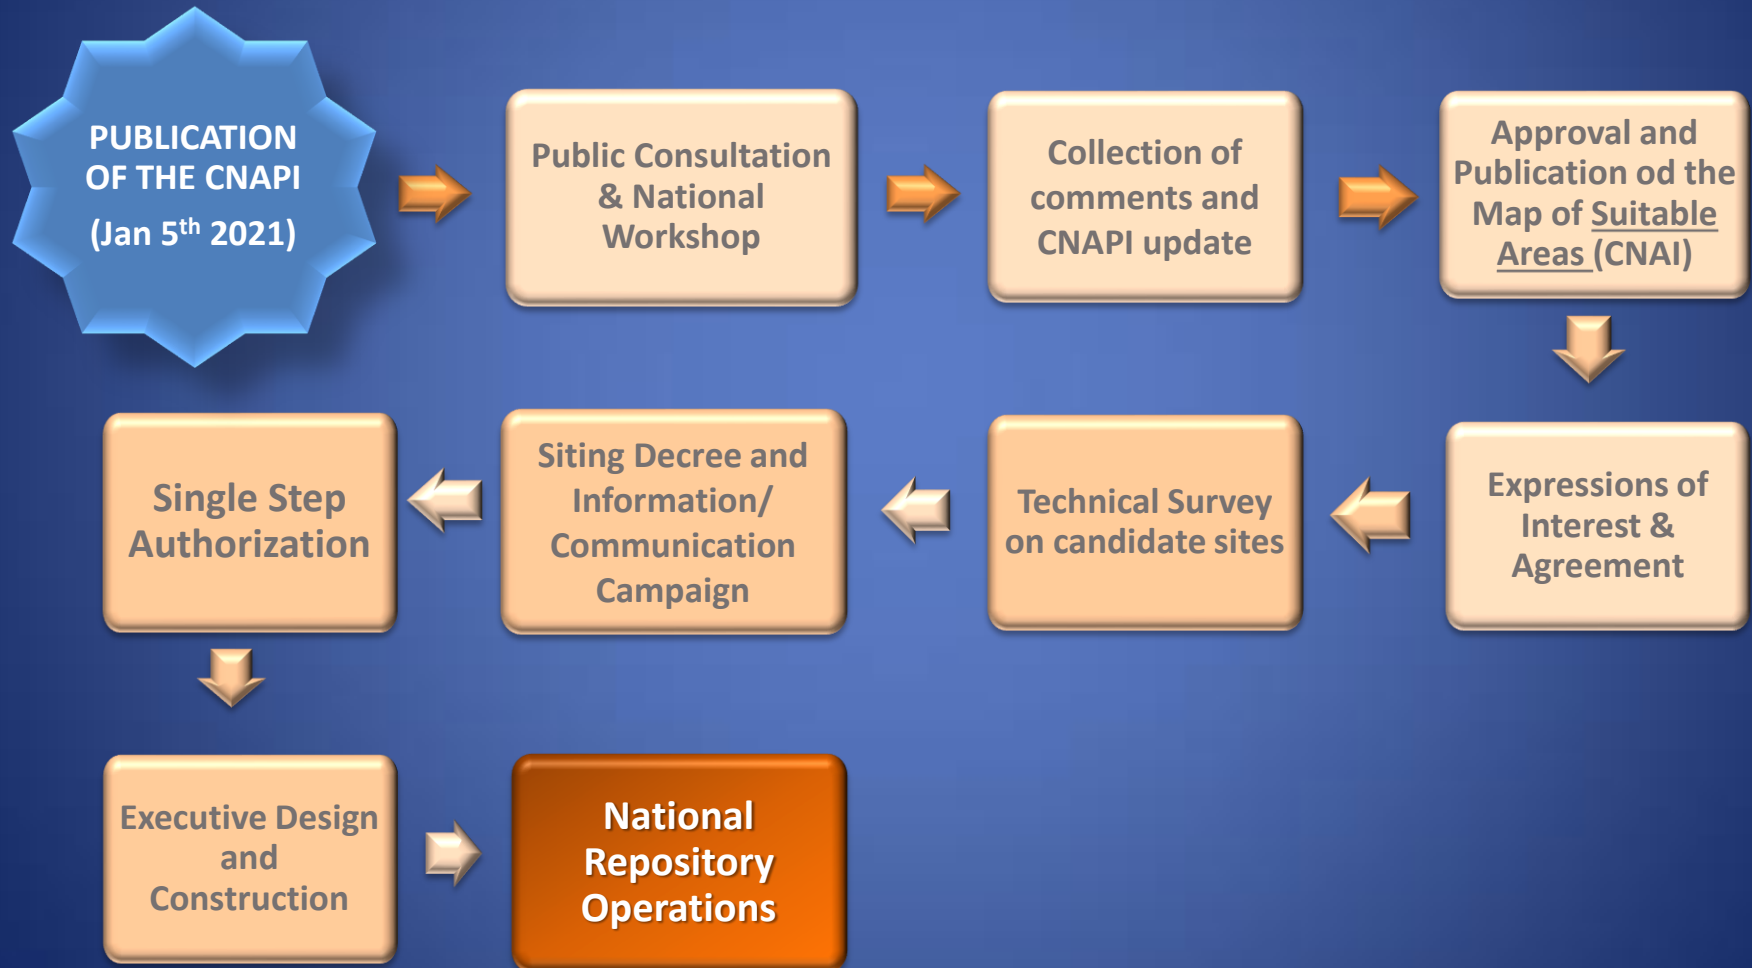 PUBLICATION
OF THE CNAPI
(Jan 5th 2021)
Public Consultation
& National
Workshop
Collection of
comments and
CNAPI update
Approval and
Publication od the
Map of Suitable
Areas (CNAI)
Expressions of
Interest &
Agreement
Technical Survey
on candidate sites
Siting Decree and
Information/
Communication
Campaign
Single Step
Authorization
Executive Design
and
Construction
National
Repository
Operations